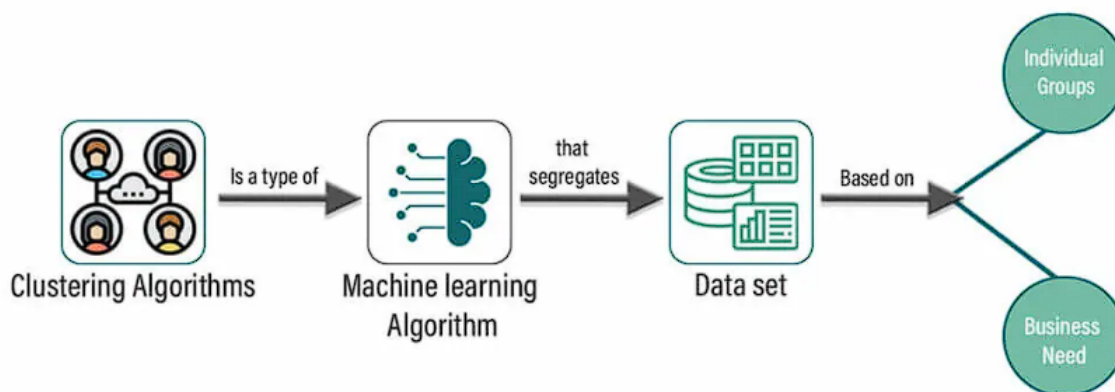 Clustering Algorithms
Is a type of
Machine learning
Algorithm
that
segregates
Data set
Based on
Individual
Groups
Business
Need